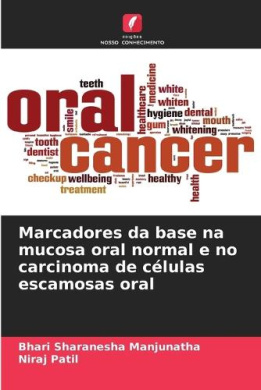 edições
NOSSO CONHECIMENTO
teeth
oral
smile
healthcare
medicine
white
whiten
hygiene dental
gum
mouth
whitening
tooth
dentist
cancer
checkup wellbeing
healthy
health
treatment
Marcadores da base na
mucosa oral normal e no
carcinoma de células
escamosas oral
Bhari Sharanesha Manjunatha
Niraj Patil